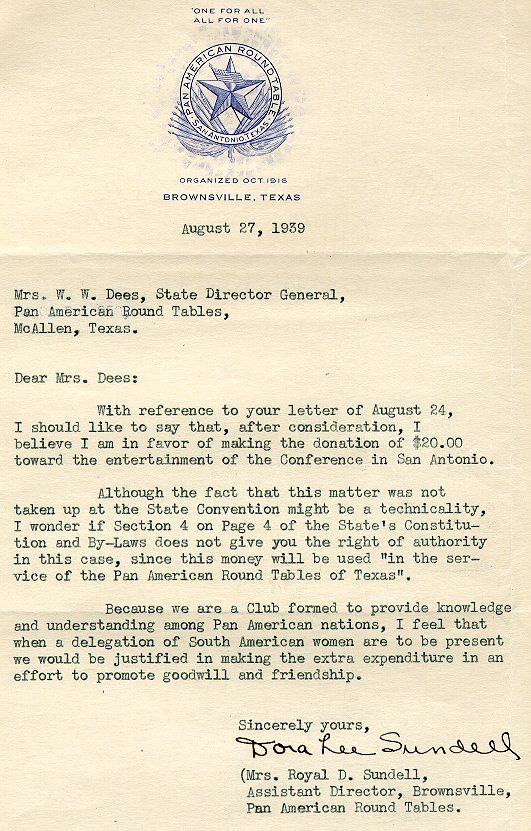 "ONE FOR ALL
ALL FOR ONE"
PAN AMERICAN ROUND TABLE
SAN ANTONIO, TEXAS
ORGANIZED OCT. 1916
BROWNSVILLE, TEXAS
August 27, 1939
Mrs. W. W. Dees, State Director General,
Pan American Round Tables,
McAllen, Texas.
Dear Mrs. Dees:
With reference to your letter of August 24,
I should like to say that, after consideration, I
believe I am in favor of making the donation of $20.00
toward the entertainment of the Conference in San Antonio.
Although the fact that this matter was not
taken up at the State Convention might be a technicality,
I wonder if Section 4 on Page 4 of the State's Constitu-
tion and By-Laws does not give you the right of authority
in this case, since this money will be used "in the ser-
vice of the Pan American Round Tables of Texas".
Because we are a Club formed to provide knowledge
and understanding among Pan American nations, I feel that
when a delegation of South American women are to be present
we would be justified in making the extra expenditure in an
effort to promote goodwill and friendship.
Sincerely yours,
Dora Lee Sundell
(Mrs. Royal D. Sundell,
Assistant Director, Brownsville,
Pan American Round Tables.